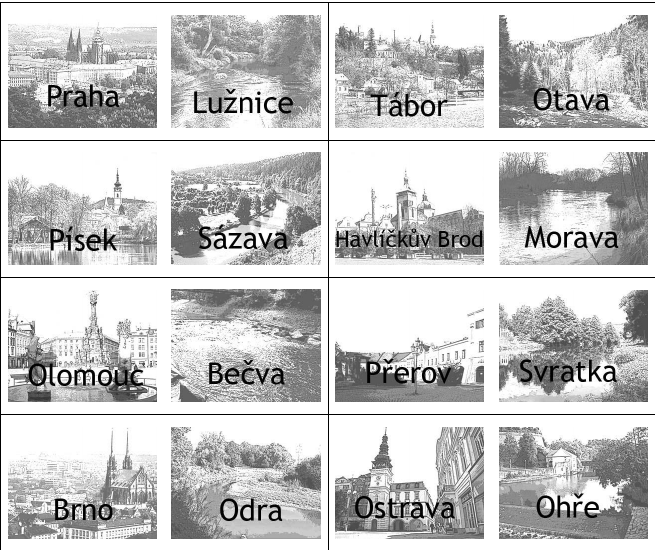 Praha
Lužnice
Tábor
Otava
Písek
Sázava
Havlíčkův Brod
Morava
Olomouc
Bečva
Přerov
Svratka
Brno
Odra
Ostrava
Ohře